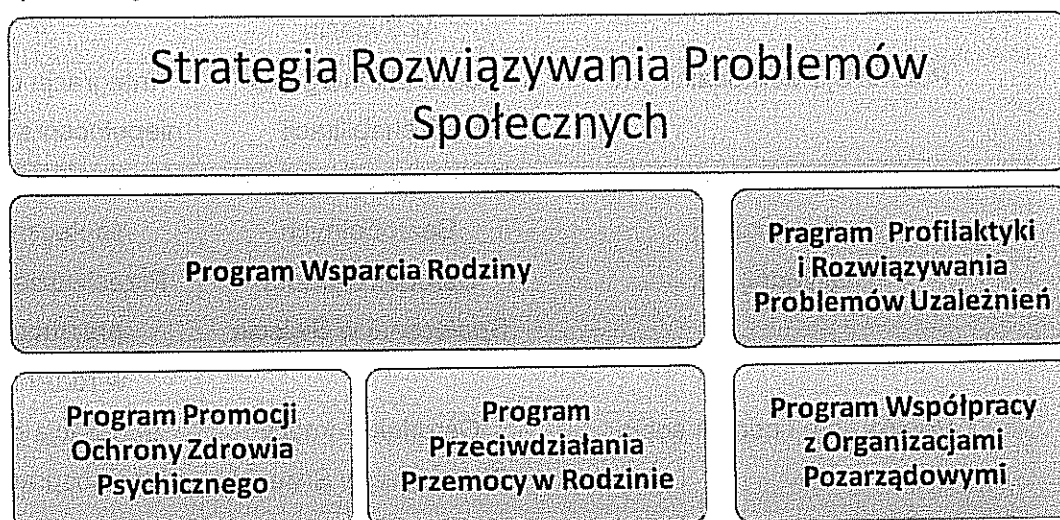 Strategia Rozwiązywania Problemów
Społecznych
Program Wsparcia Rodziny
Pragram Profilaktyki
i Rozwiązywania
Problemów Uzależnień
Program Promocji
Ochrony Zdrowia
Psychicznego
Program
Przeciwdziałania
Przemocy w Rodzinie
Program Współpracy
z Organizacjami
Pozarządowymi